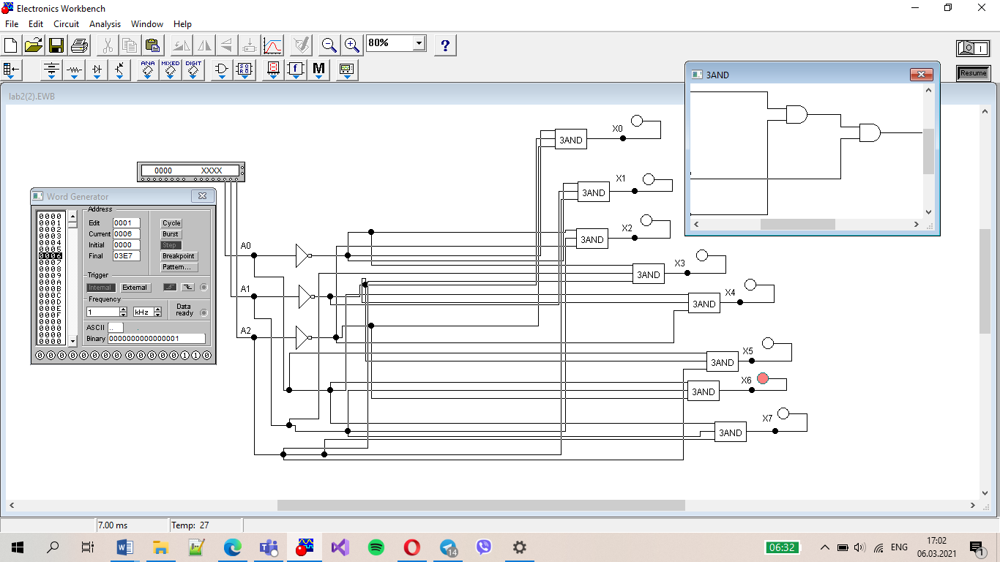 Electronics Workbench
File Edit Circuit Analysis Window Help
80%
?
ANA MIXED DIGIT
f M
Resume
lab2(2).EWB
3AND
0000 XXXX
Word Generator
0000
0001
0002
0003
0004
0005
0006
0007
0008
0009
000A
000B
000C
000D
000E
000F
0000
0000
0000
Address
Edit 0001
Current 0006
Initial 0000
Final 03E7
Cycle
Burst
Step
Breakpoint
Pattern...
Trigger
Internal External
Frequency
1 kHz
Data
ready
ASCII ..
Binary 0000000000000001
0 0 0 0 0 0 0 0 0 0 0 0 0 1 1 0
A0
A1
A2
3AND X0
3AND X1
3AND X2
3AND X3
3AND X4
3AND X5
3AND X6
3AND X7
7.00 ms Temp: 27
14
06:32
ENG
17:02
06.03.2021
1